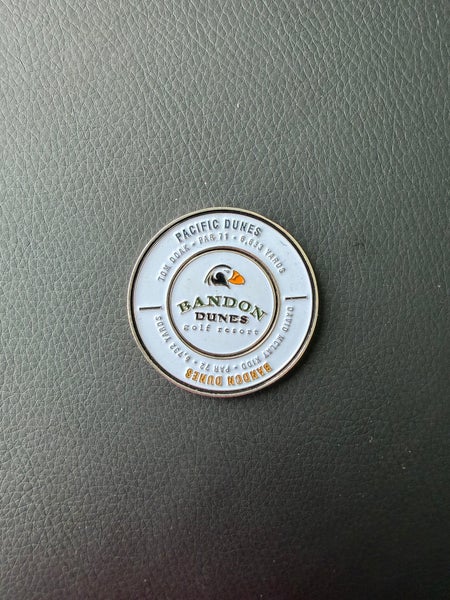 PACIFIC DUNES
TOM DOAK • PAR 71 • 6,633 YARDS
BANDON
DUNES
golf resort
DAVID MCLAY KIDD • PAR 72 • 6,732 YARDS
BANDON DUNES